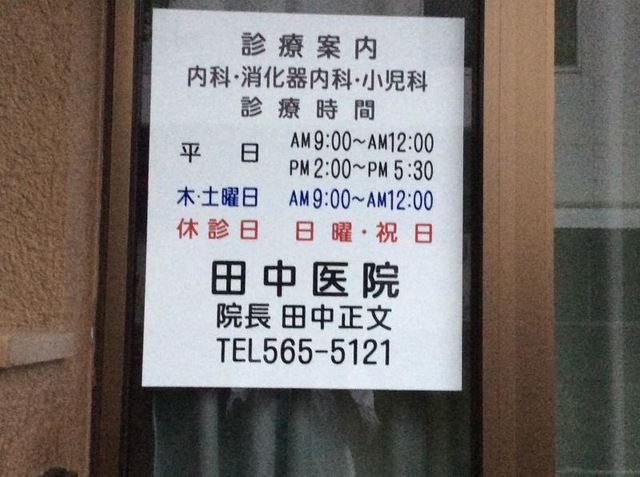 診療案内
内科・消化器内科・小児科
診療時間
平日 AM9:00～AM12:00
PM2:00～PM5:30
木・土曜日 AM9:00～AM12:00
休診日 日曜・祝日
田中医院
院長 田中正文
TEL565-5121